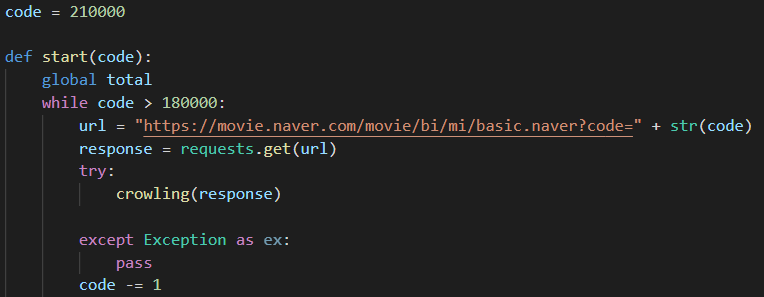 code = 210000
def start(code):
    global total
    while code > 180000:
        url = "https://movie.naver.com/movie/bi/mi/basic.naver?code=" + str(code)
        response = requests.get(url)
        try:
            crowling(response)
        except Exception as ex:
            pass
        code -= 1